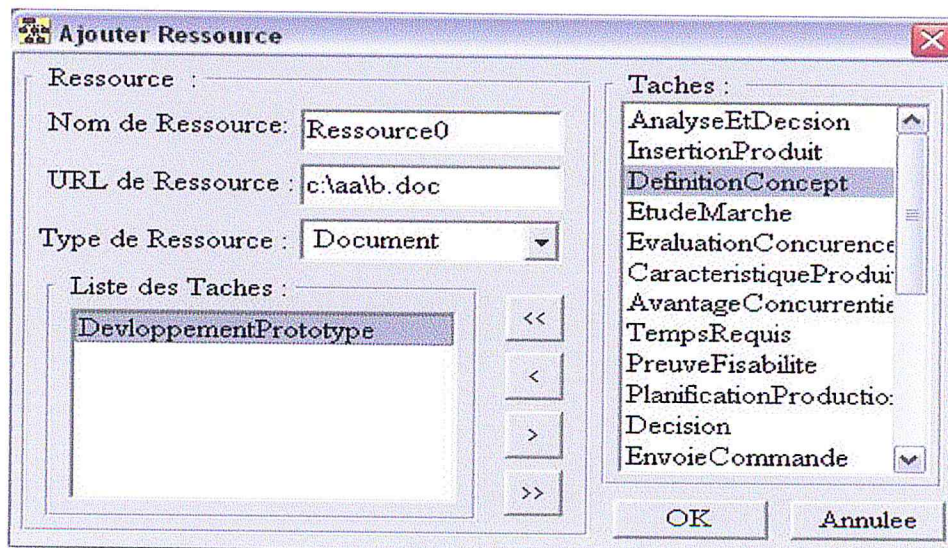 Ajouter Ressource
Ressource :
Nom de Ressource: Ressource0
URL de Ressource : c:\aa\b.doc
Type de Ressource : Document
Liste des Taches :
DevloppementPrototype
<<
<
>
>>
Taches :
AnalyseEtDecsion
InsertionProduit
DefinitionConcept
EtudeMarche
EvaluationConcurence
CaracteristiqueProdui
AvantageConcurrentie
TempsRequis
PreuveFisabilite
PlanificationProductio
Decision
EnvoieCommande
OK
Annulee